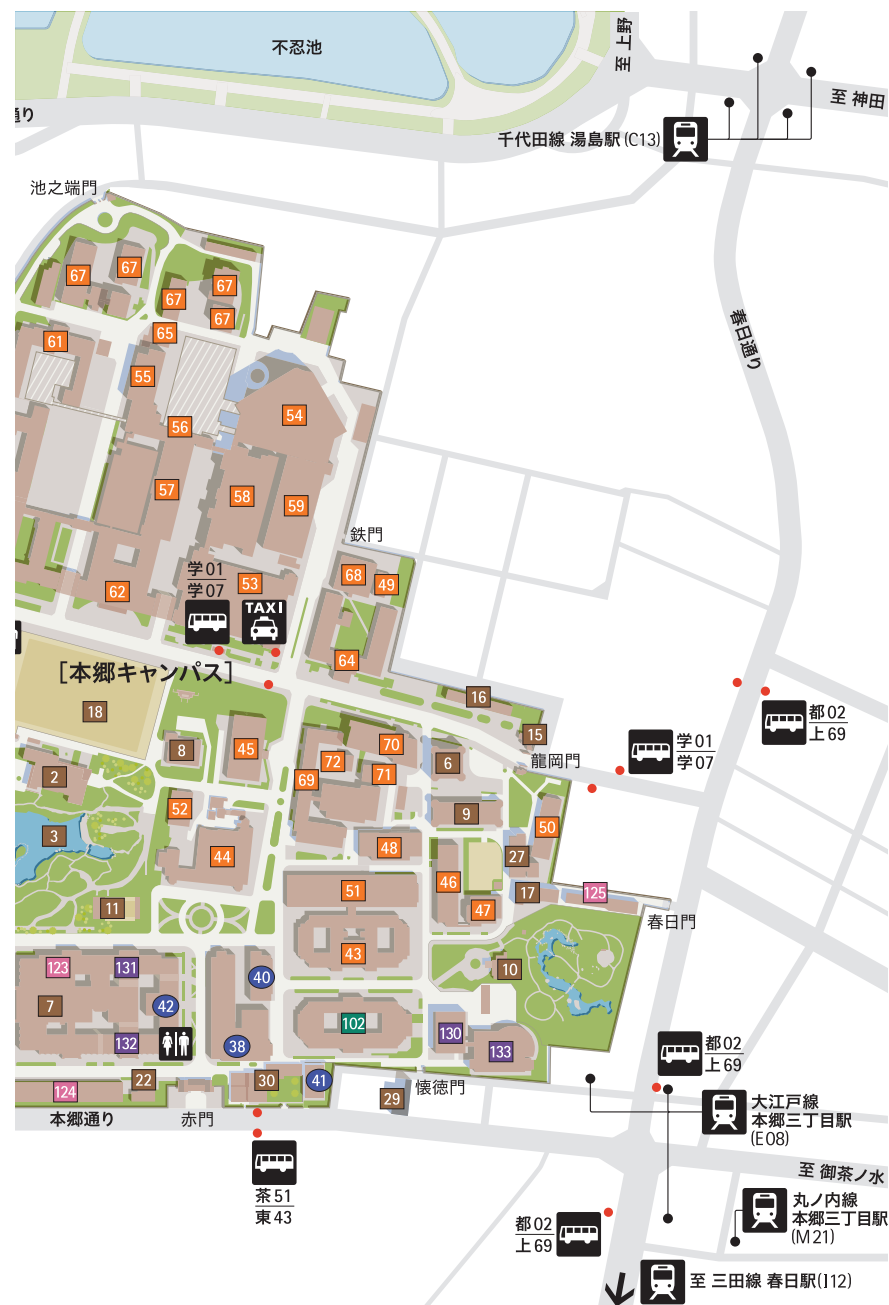 不忍池
至 上野
至 神田
通り
千代田線 湯島駅(C13)
池之端門
67
67
67
67
67
65
61
55
春日通り
54
56
57
58
59
鉄門
68
49
学01
学07
53
62
TAXI
64
[本郷キャンパス]
16
18
都02
上69
15
8
45
70
72
6
龍岡門
学01
学07
2
69
71
52
9
3
50
48
44
27
46
51
17
125
11
47
春日門
43
10
123
131
40
7
42
102
130
132
38
133
都02
上69
22
30
41
懐徳門
124
29
大江戸線
本郷三丁目駅
(E08)
本郷通り
赤門
至 御茶ノ水
茶51
東43
都02
上69
丸ノ内線
本郷三丁目駅
(M21)
至 三田線 春日駅(I12)